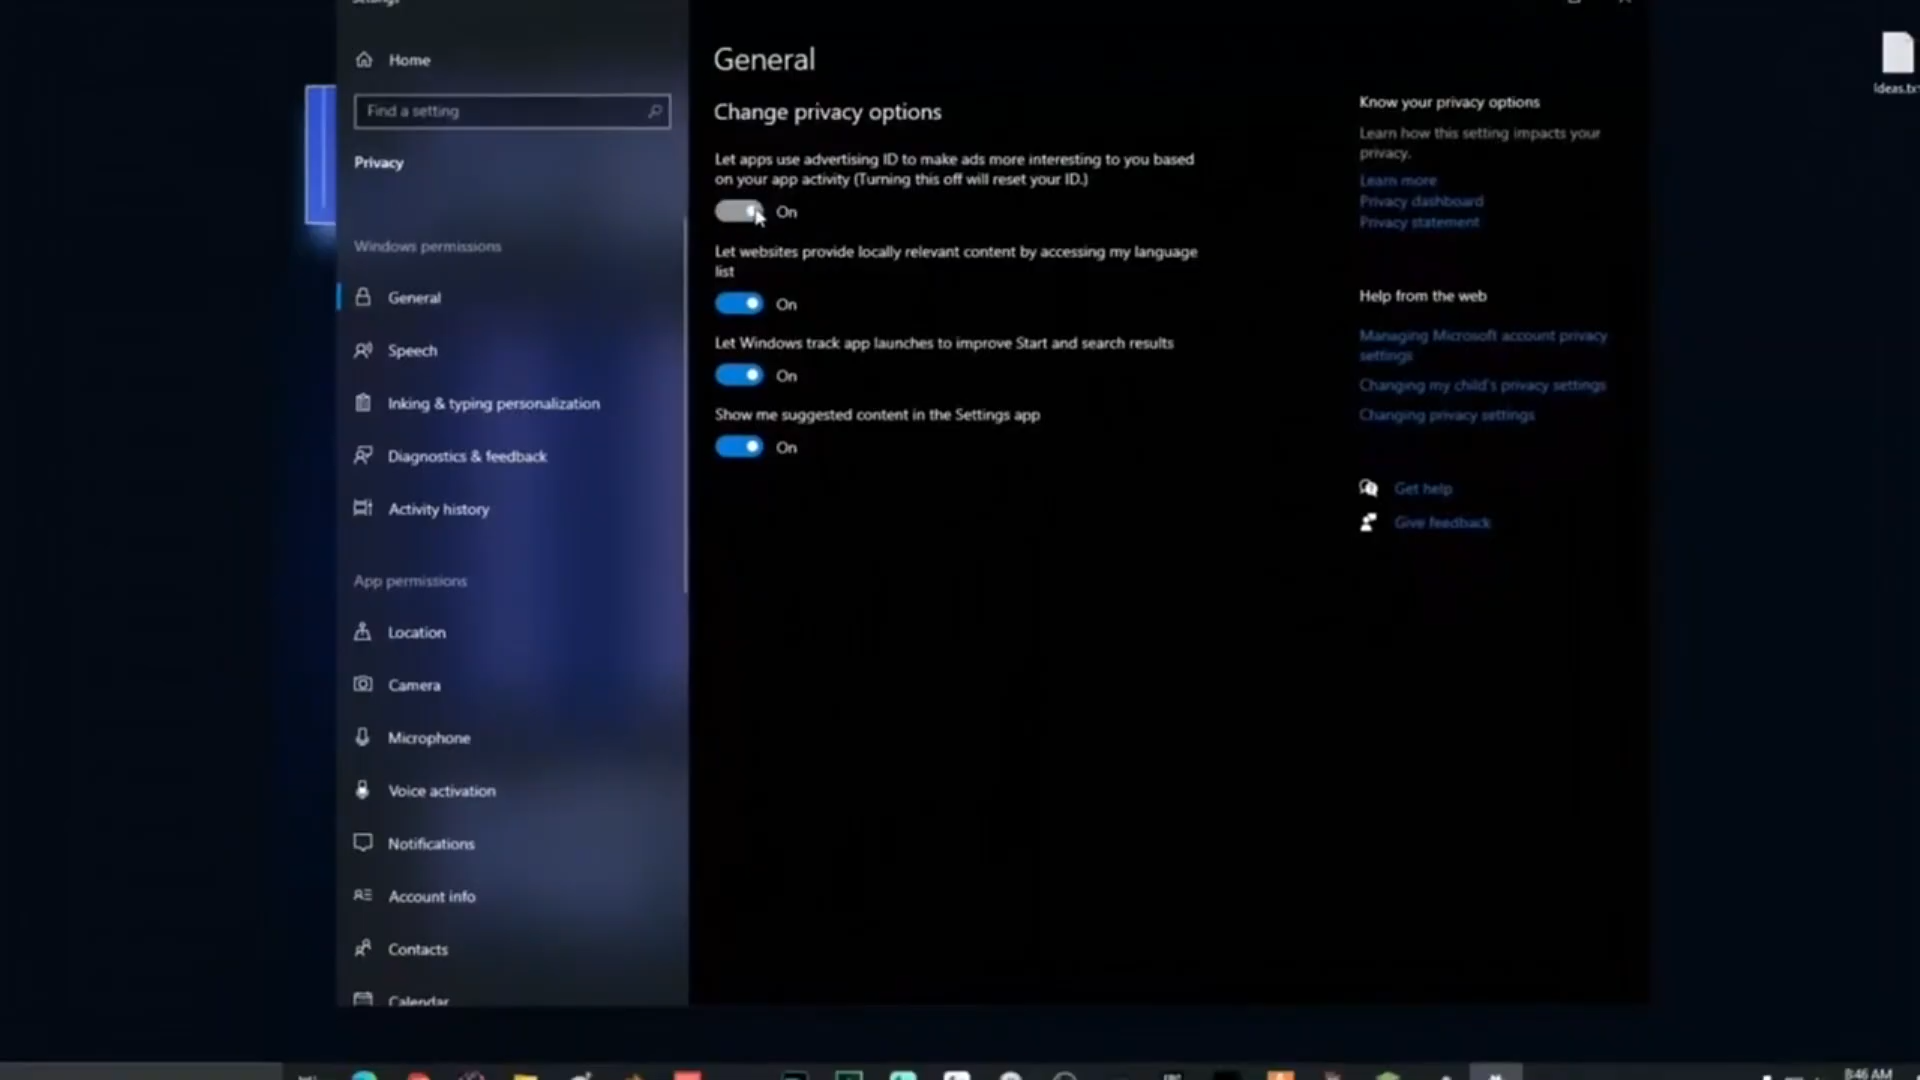 Home
Find a setting
Privacy
Windows permissions
General
Speech
Inking & typing personalization
Diagnostics & feedback
Activity history
App permissions
Location
Camera
Microphone
Voice activation
Notifications
Account info
Contacts
Calendar
General
Change privacy options
Let apps use advertising ID to make ads more interesting to you based
on your app activity (Turning this off will reset your ID.)
On
Let websites provide locally relevant content by accessing my language
list
On
Let Windows track app launches to improve Start and search results
On
Show me suggested content in the Settings app
On
Know your privacy options
Learn how this setting impacts your
privacy.
Learn more
Privacy dashboard
Privacy statement
Help from the web
Managing Microsoft account privacy
settings
Changing my child's privacy settings
Changing privacy settings
Get help
Give feedback
8:46 AM